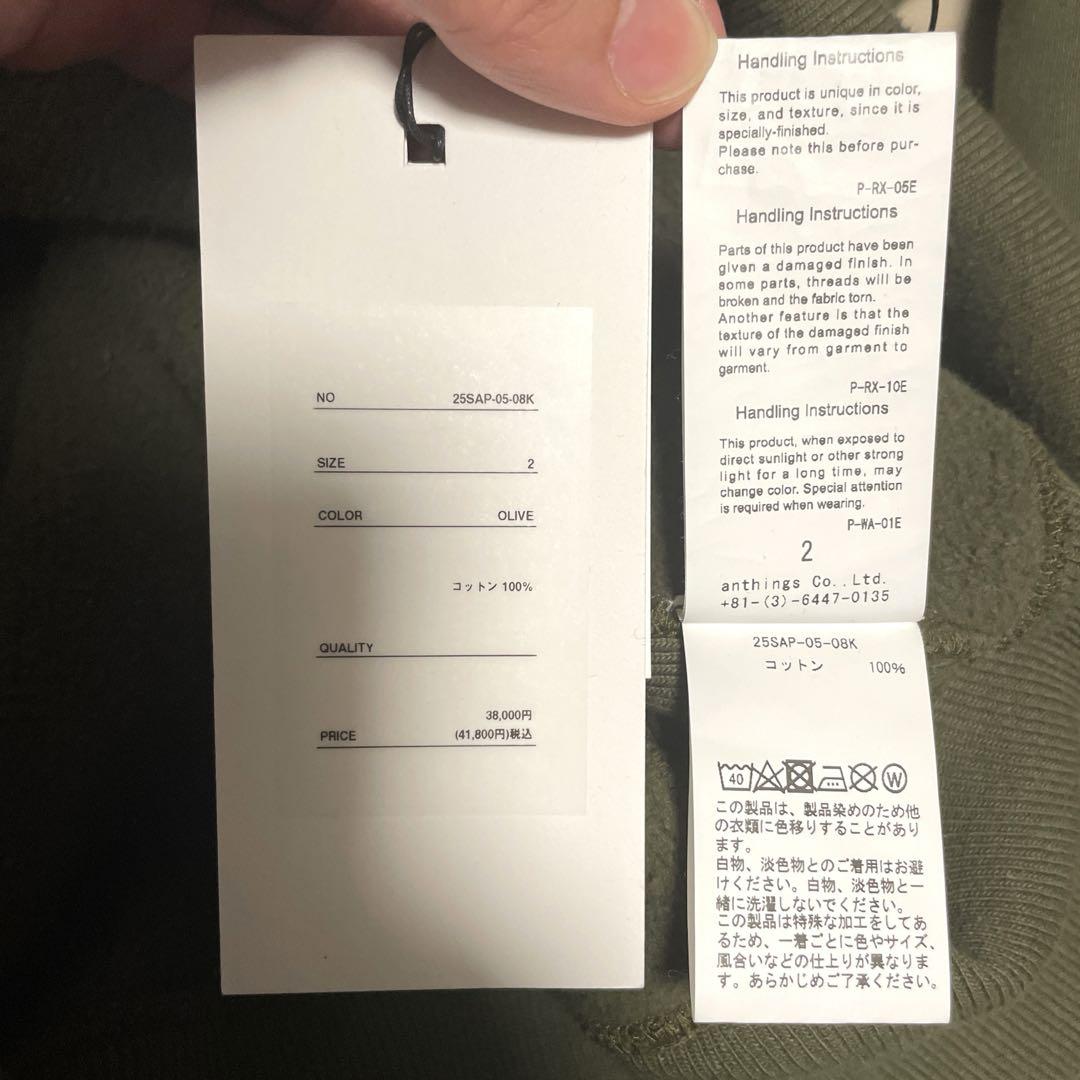 NO 25SAP-05-08K
SIZE 2
COLOR OLIVE
コットン 100%
QUALITY
38,000円
PRICE (41,800円)税込
Handling Instructions
This product is unique in color,
size, and texture, since it is
specially-finished.
Please note this before pur-
chase.
P-RX-05E
Handling Instructions
Parts of this product have been
given a damaged finish. In
some parts, threads will be
broken and the fabric torn.
Another feature is that the
texture of the damaged finish
will vary from garment to
garment.
P-RX-10E
Handling Instructions
This product, when exposed to
direct sunlight or other strong
light for a long time, may
change color. Special attention
is required when wearing.
P-WA-01E
2
anthings Co., Ltd.
+81-(3)-6447-0135
25SAP-05-08K
コットン 100%
40 W
この製品は、製品染めのため他
の衣類に色移りすることがあり
ます。
白物、淡色物とのご着用はお避
けください。白物、淡色物と一
緒に洗濯しないでください。
この製品は特殊な加工をしてあ
るため、一着ごとに色やサイズ、
風合いなどの仕上りが異なりま
す。あらかじめご了承ください。